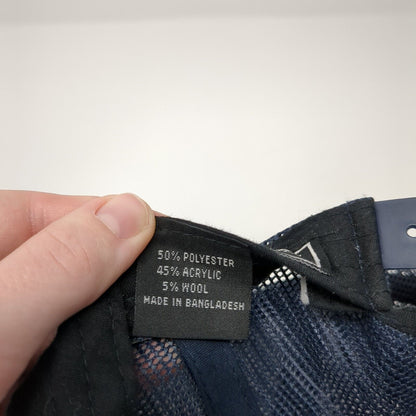 50% POLYESTER
45% ACRYLIC
5% WOOL
MADE IN BANGLADESH